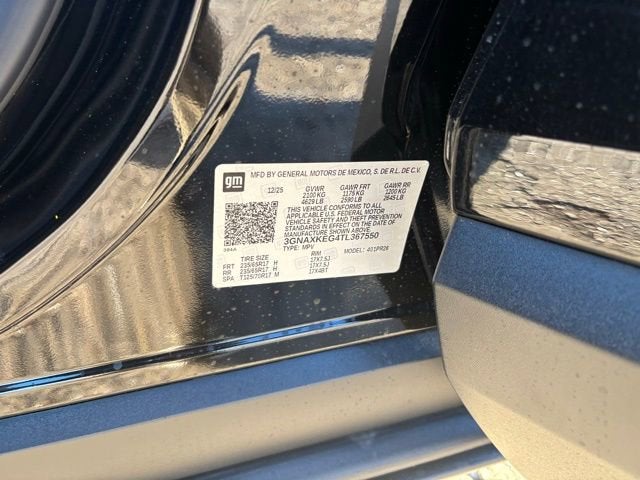 MFD BY GENERAL MOTORS DE MEXICO, S. DE R.L. DE C.V.
gm
12/25 GVWR GAWR FRT GAWR RR
2100 KG 1175 KG 1200 KG
4629 LB 2590 LB 2645 LB
THIS VEHICLE CONFORMS TO ALL
APPLICABLE U.S. FEDERAL MOTOR
VEHICLE SAFETY
STANDARDS IN EFFECT ON THE DATE OF
MANUFACTURE SHOWN ABOVE.
3GNAXKEG4TL367550
TYPE: MPV MODEL: 401PR26
TIRE SIZE RIM
FRT 235/65R17 H 17X7.5J
RR 235/65R17 H 17X7.5J
SPA T125/70R17 M 17X4BT